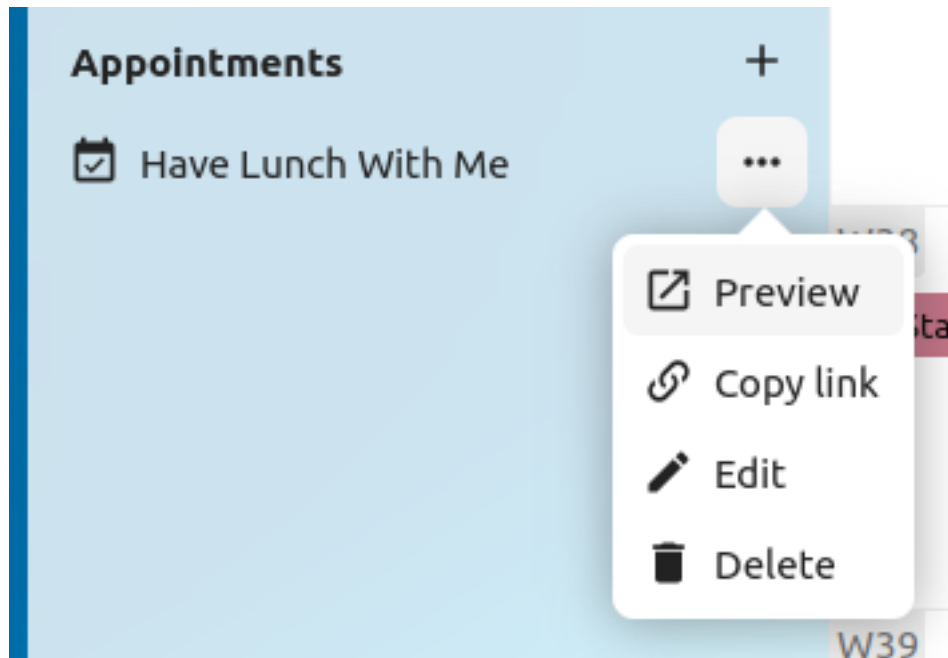 Appointments
Have Lunch With Me
Preview
Copy link
Edit
Delete
W39